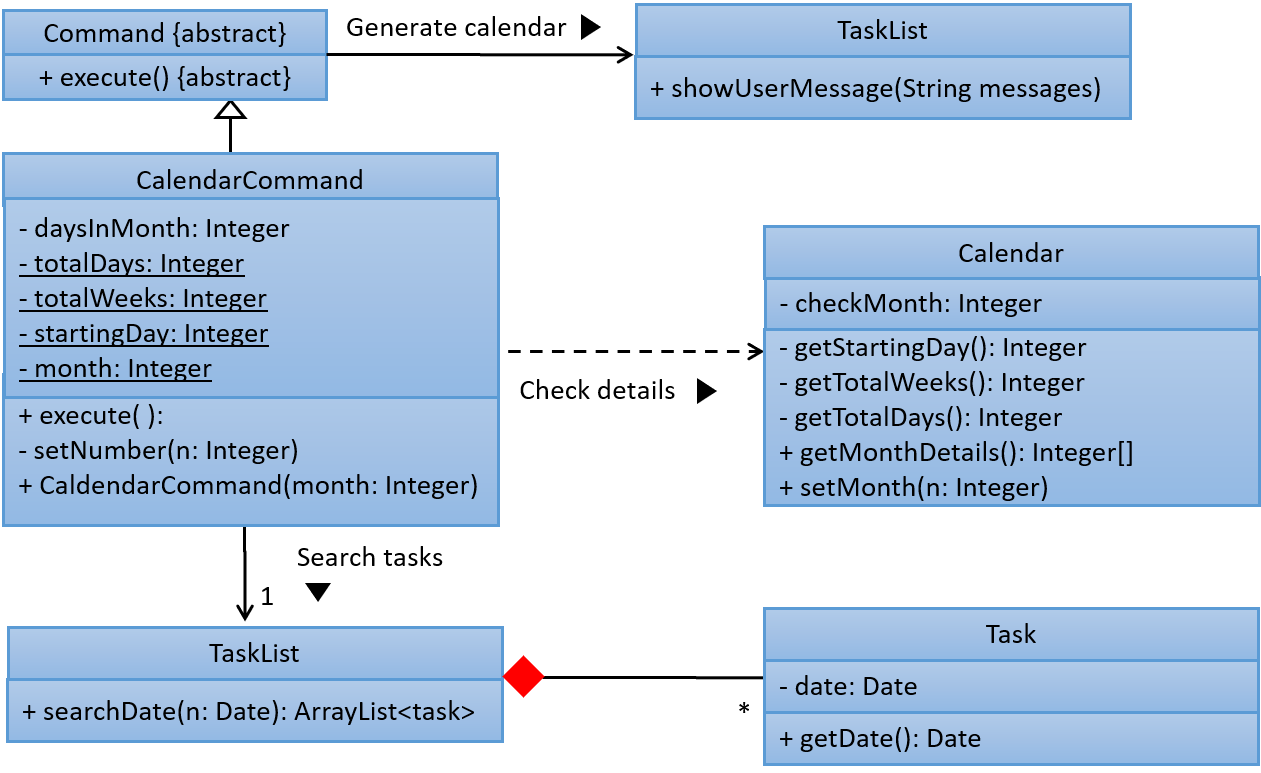 Command {abstract}
+ execute() {abstract}
Generate calendar
TaskList
+ showUserMessage(String messages)
CalendarCommand
- daysInMonth: Integer
- totalDays: Integer
- totalWeeks: Integer
- startingDay: Integer
- month: Integer
+ execute( ):
- setNumber(n: Integer)
+ CaldendarCommand(month: Integer)
Check details
Calendar
- checkMonth: Integer
- getStartingDay(): Integer
- getTotalWeeks(): Integer
- getTotalDays(): Integer
+ getMonthDetails(): Integer[]
+ setMonth(n: Integer)
Search tasks
1
TaskList
+ searchDate(n: Date): ArrayList<task>
*
Task
- date: Date
+ getDate(): Date